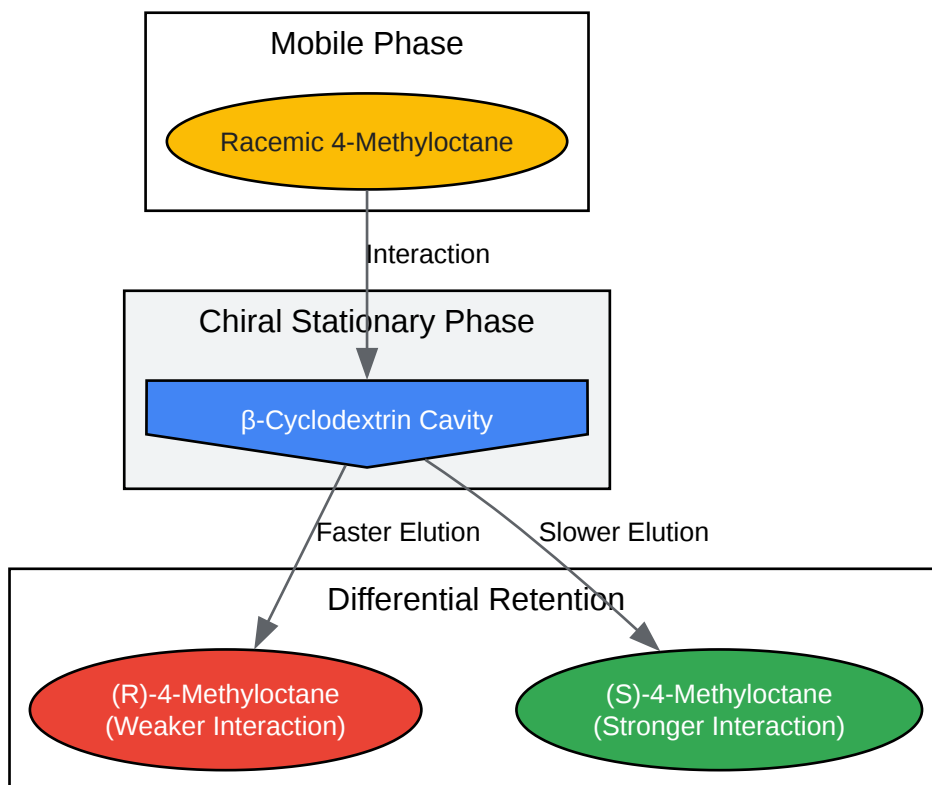 Mobile Phase
Racemic 4-Methyloctane
Interaction
Chiral Stationary Phase
β-Cyclodextrin Cavity
Faster Elution
Slower Elution
Differential Retention
(R)-4-Methyloctane
(Weaker Interaction)
(S)-4-Methyloctane
(Stronger Interaction)